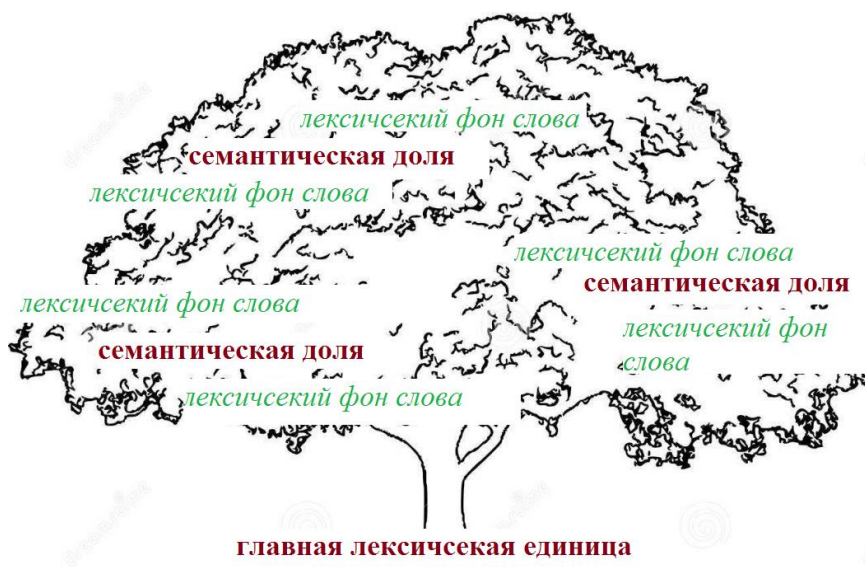 лексичсекий фон слова
семантическая доля
лексичсекий фон слова
лексичсекий фон слова
семантическая доля
лексичсекий фон слова
семантическая доля
лексичсекий фон
слова
лексичсекий фон слова
главная лексичсекая единица